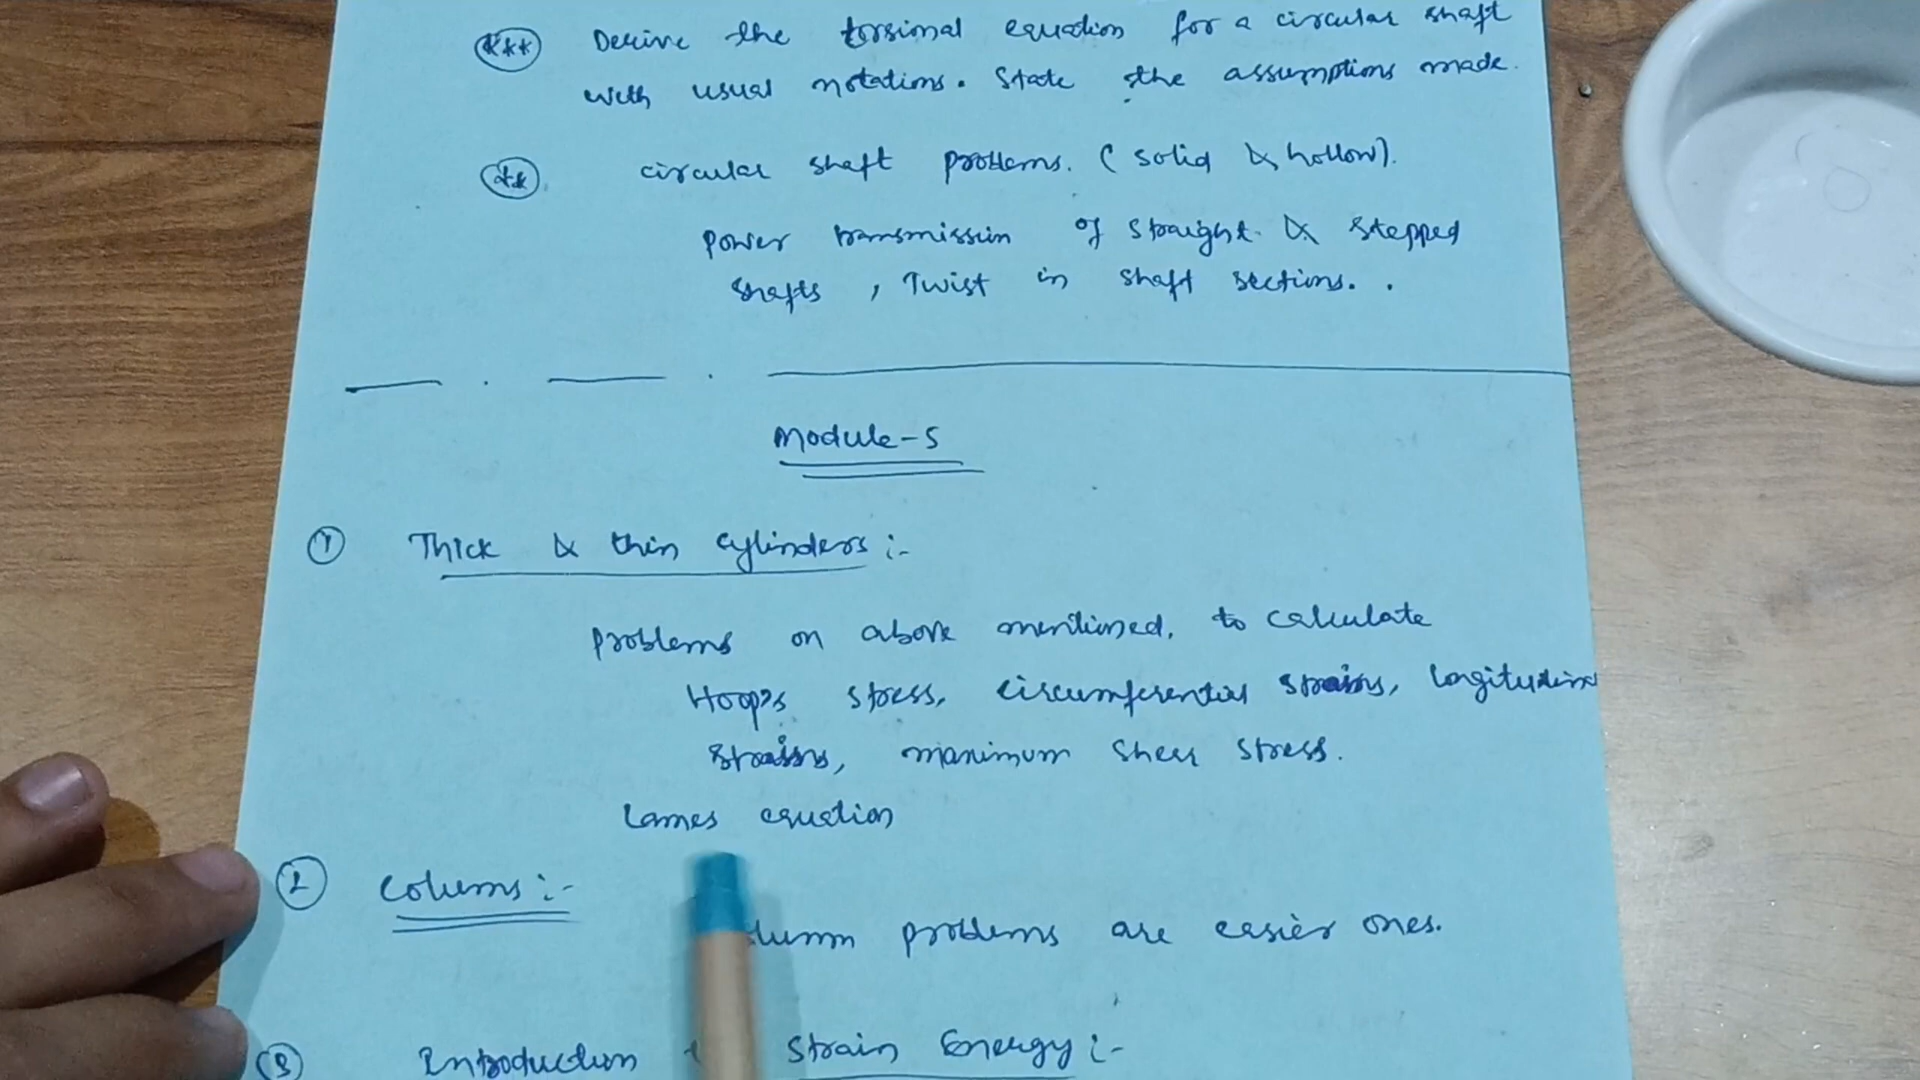 *** Derive the torsional equation for a circular shaft
with usual notations. State the assumptions made.
** circular shaft problems. (solid & hollow).
power transmission of straight & stepped
shafts, Twist in shaft sections.
Module-5
① Thick & thin cylinders :-
problems on above mentioned, to calculate
Hoop's stress, circumferential strains,
strains, maximum shear stress.
Lames equation
② Columns :-
problems are easier ones.
③ Introduction Strain Energy :-